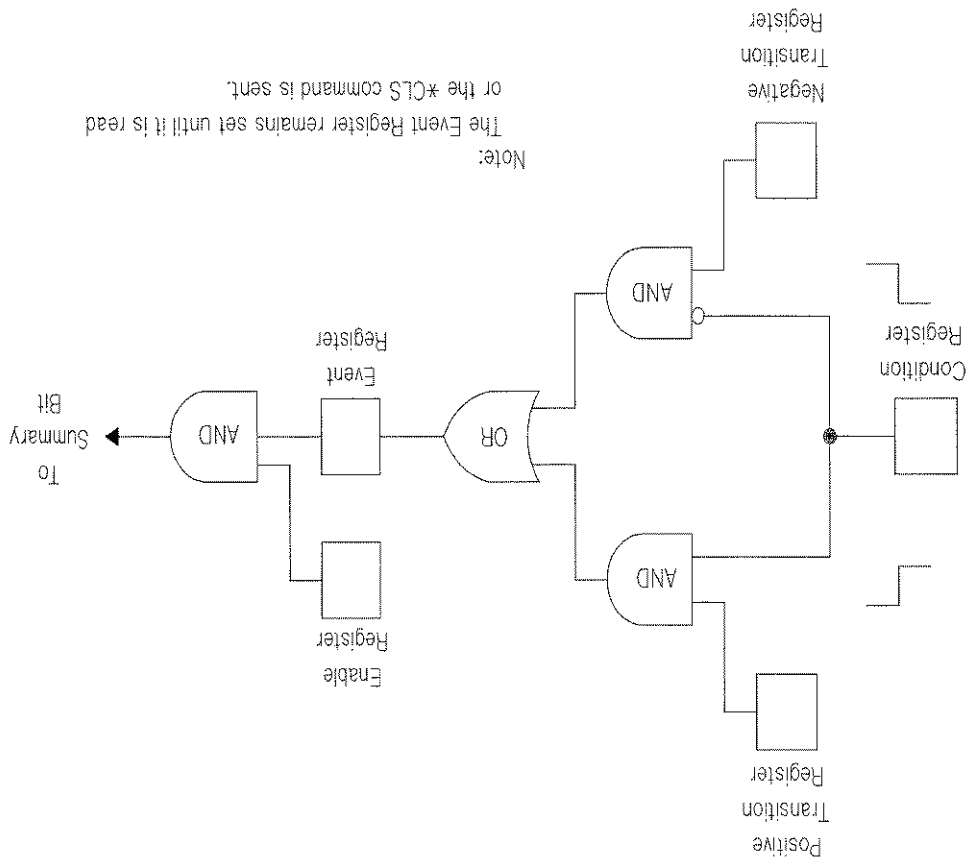 Positive
Transition
Register
Enable
Register
AND
To
Summary
Bit
AND
OR
Event
Register
Condition
Register
AND
Negative
Transition
Register
Note:
The Event Register remains set until it is read
or the *CLS command is sent.